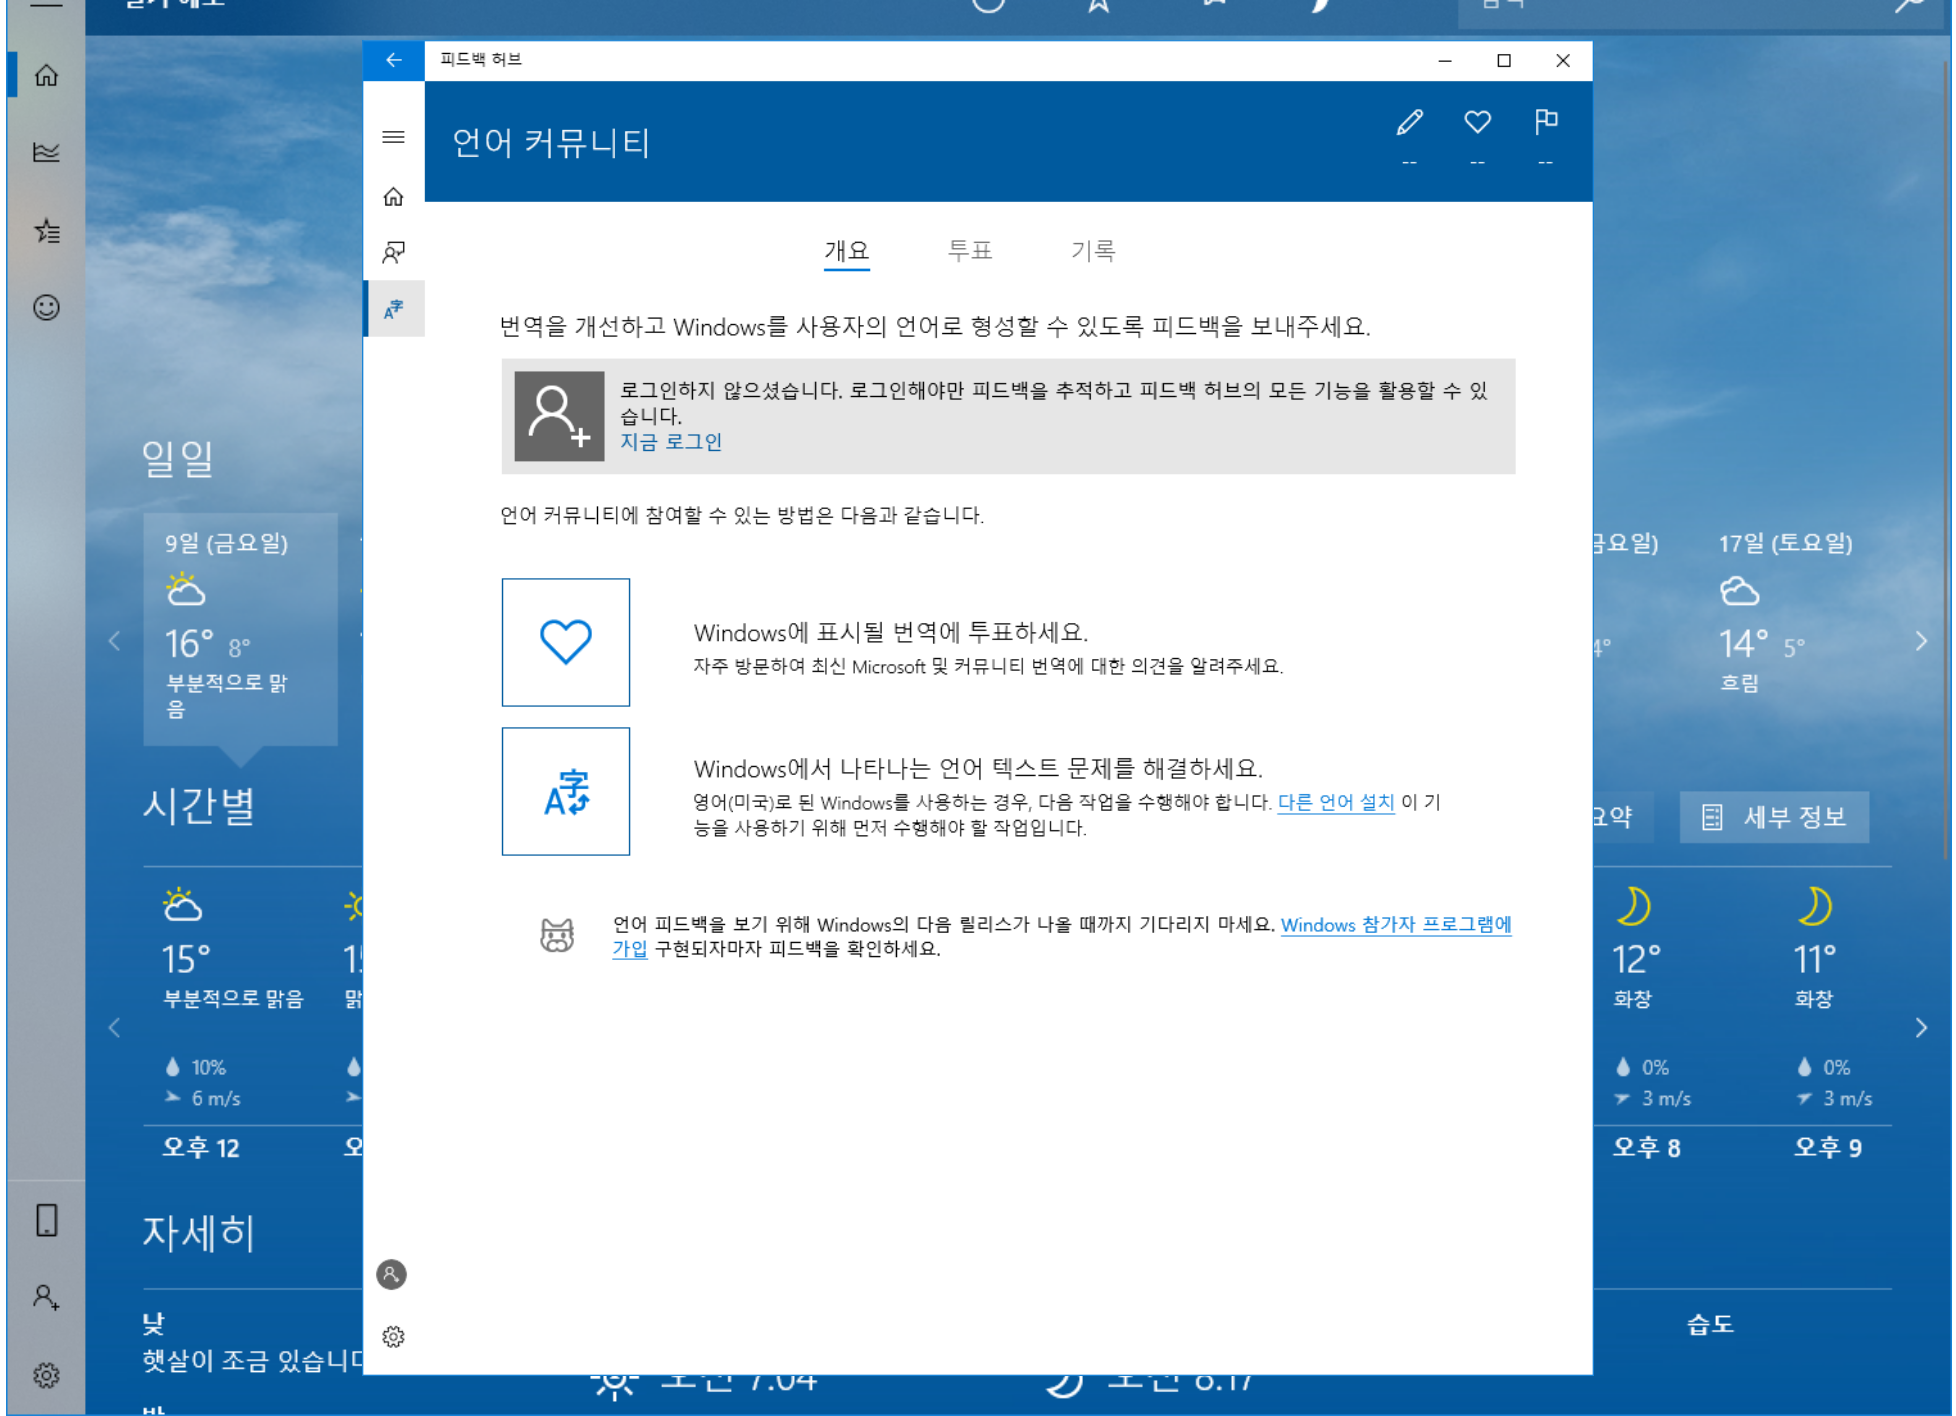 피드백 허브
언어 커뮤니티
--
--
--
개요
투표
기록
번역을 개선하고 Windows를 사용자의 언어로 형성할 수 있도록 피드백을 보내주세요.
로그인하지 않으셨습니다. 로그인해야만 피드백을 추적하고 피드백 허브의 모든 기능을 활용할 수 있
습니다.
지금 로그인
언어 커뮤니티에 참여할 수 있는 방법은 다음과 같습니다.
Windows에 표시될 번역에 투표하세요.
자주 방문하여 최신 Microsoft 및 커뮤니티 번역에 대한 의견을 알려주세요.
Windows에서 나타나는 언어 텍스트 문제를 해결하세요.
영어(미국)로 된 Windows를 사용하는 경우, 다음 작업을 수행해야 합니다. 다른 언어 설치 이 기
능을 사용하기 위해 먼저 수행해야 할 작업입니다.
언어 피드백을 보기 위해 Windows의 다음 릴리스가 나올 때까지 기다리지 마세요. Windows 참가자 프로그램에
가입 구현되자마자 피드백을 확인하세요.
일일
9일 (금요일)
16° 8°
부분적으로 맑
음
금요일)
4°
17일 (토요일)
14° 5°
흐림
시간별
요약
세부 정보
15°
부분적으로 맑음
10%
6 m/s
오후 12
12°
화창
0%
3 m/s
오후 8
11°
화창
0%
3 m/s
오후 9
자세히
낮
햇살이 조금 있습니다
습도
오전 7:04